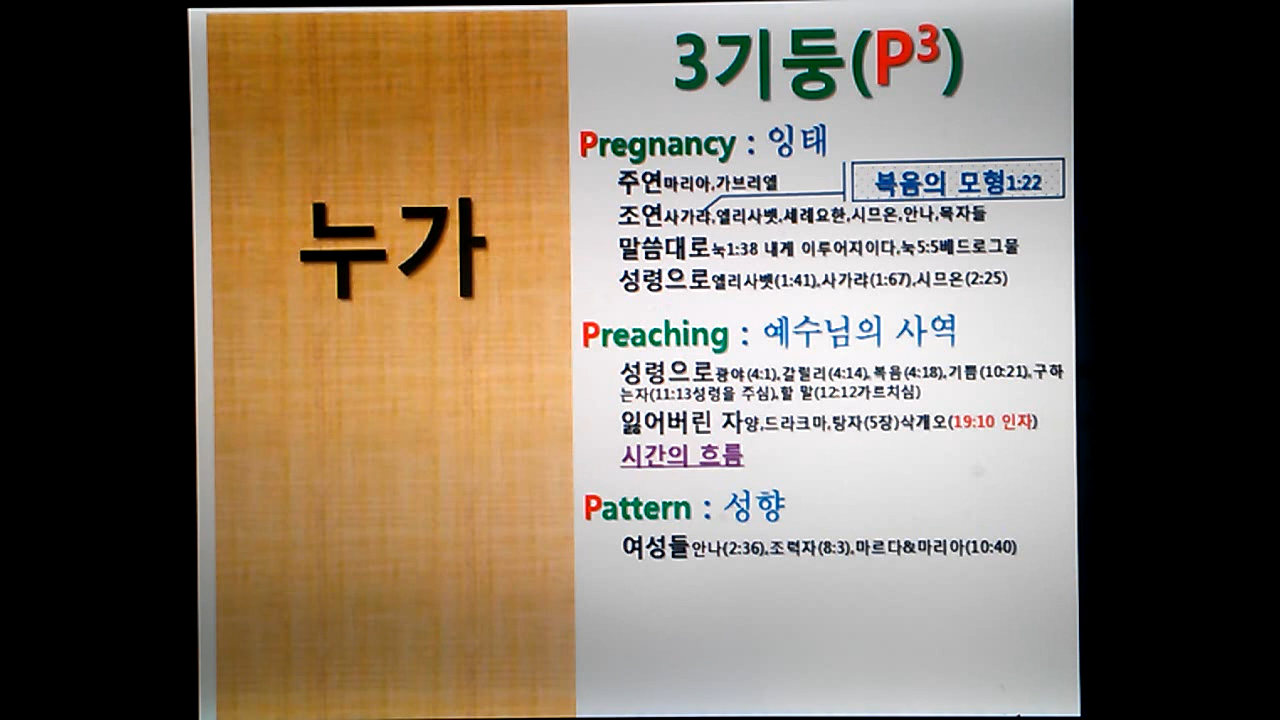 누가
3기둥(P³)
Pregnancy : 잉태
주연마리아,가브리엘
복음의 모형1:22
조연사가랴,엘리사벳,세례요한,시므온,안나,목자들
말씀대로눅1:38 내게 이루어지이다,눅5:5베드로그물
성령으로엘리사벳(1:41),사가랴(1:67),시므온(2:25)
Preaching : 예수님의 사역
성령으로광야(4:1),갈릴리(4:14),복음(4:18),기쁨(10:21),구하
는자(11:13성령을 주심),할 말(12:12가르치심)
잃어버린 자양,드라크마,탕자(5장)삭개오(19:10 인자)
시간의 흐름
Pattern : 성향
여성들안나(2:36),조력자(8:3),마르다&마리아(10:40)